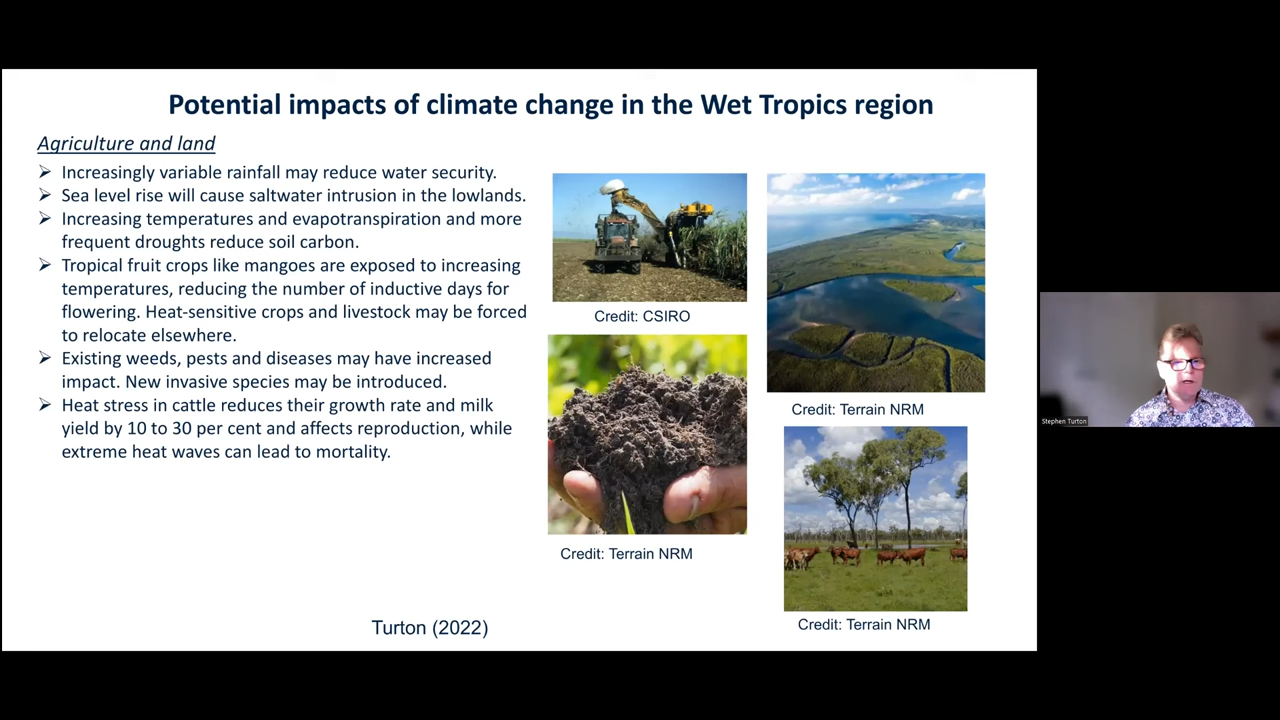 Potential impacts of climate change in the Wet Tropics region
Agriculture and land
➢ Increasingly variable rainfall may reduce water security.
➢ Sea level rise will cause saltwater intrusion in the lowlands.
➢ Increasing temperatures and evapotranspiration and more
frequent droughts reduce soil carbon.
➢ Tropical fruit crops like mangoes are exposed to increasing
temperatures, reducing the number of inductive days for
flowering. Heat-sensitive crops and livestock may be forced
to relocate elsewhere.
➢ Existing weeds, pests and diseases may have increased
impact. New invasive species may be introduced.
➢ Heat stress in cattle reduces their growth rate and milk
yield by 10 to 30 per cent and affects reproduction, while
extreme heat waves can lead to mortality.
Credit: CSIRO
Credit: Terrain NRM
Credit: Terrain NRM
Credit: Terrain NRM
Turton (2022)
Stephen Turton